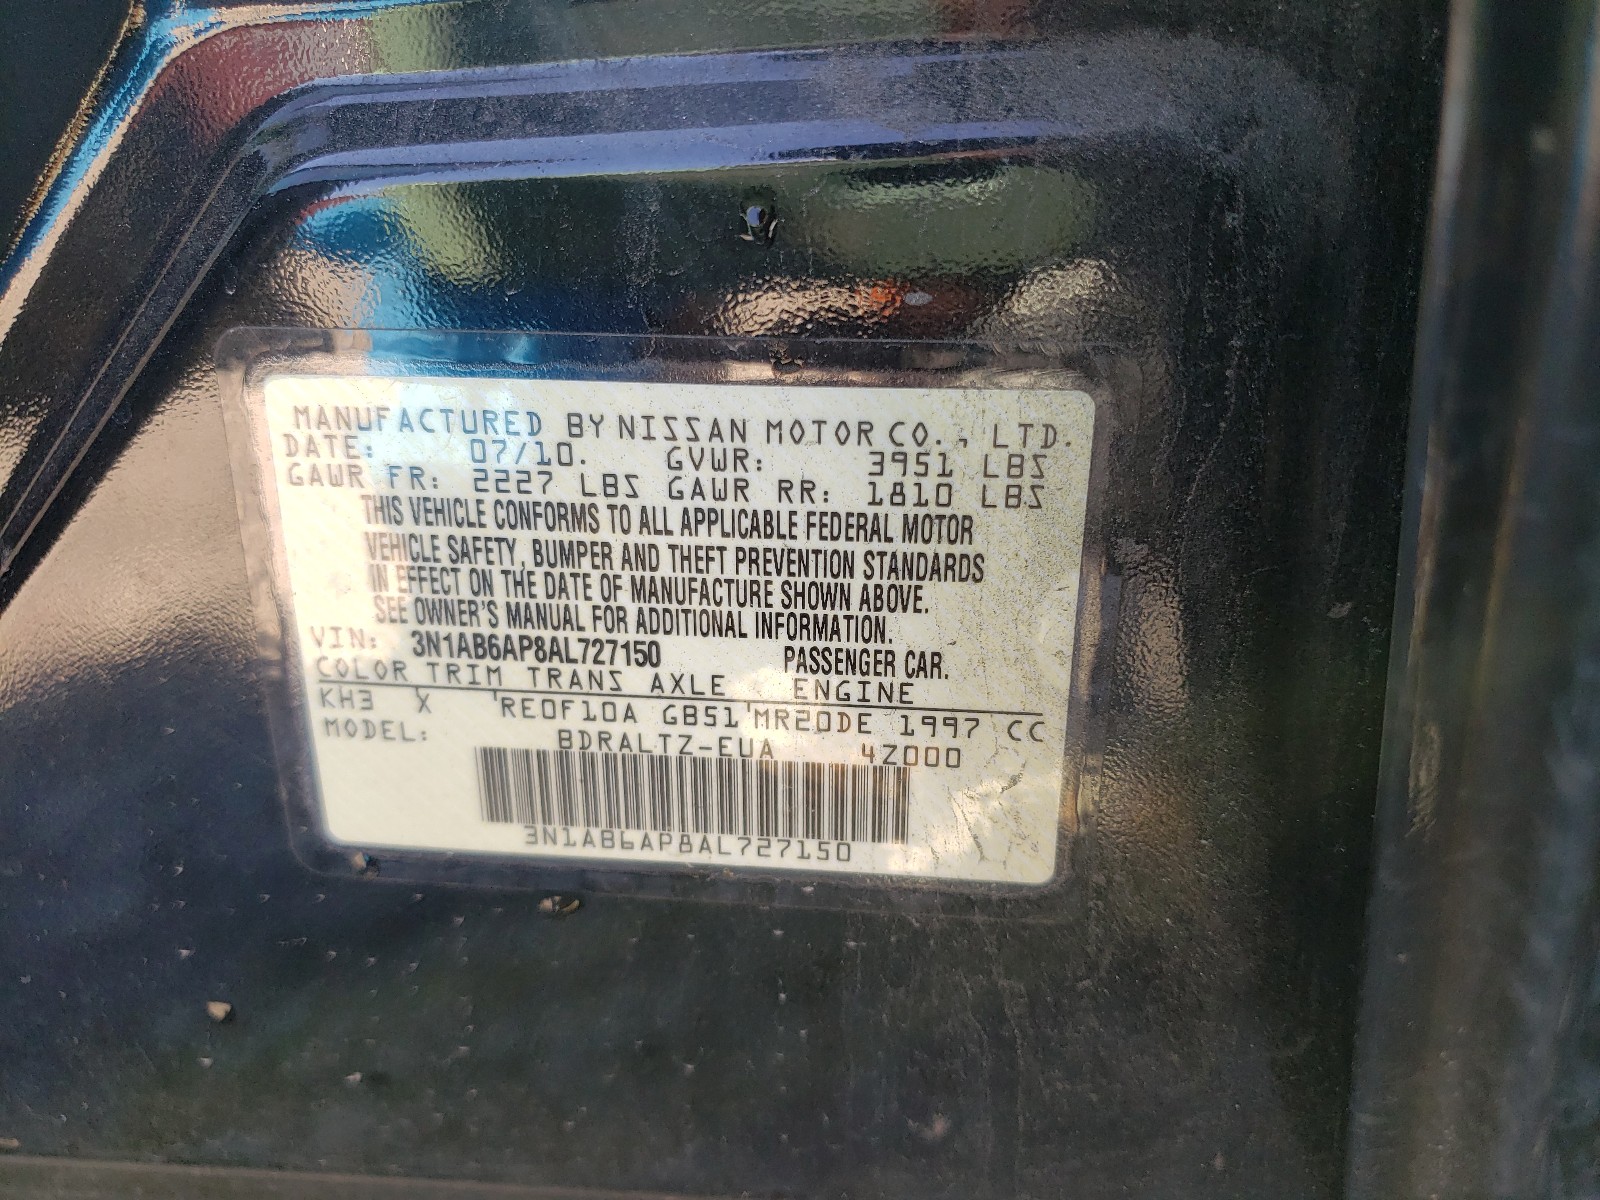 MANUFACTURED BY NISSAN MOTOR CO., LTD.
DATE: 07/10. GVWR: 3951 LBS
GAWR FR: 2227 LBS GAWR RR: 1810 LBS
THIS VEHICLE CONFORMS TO ALL APPLICABLE FEDERAL MOTOR
VEHICLE SAFETY, BUMPER AND THEFT PREVENTION STANDARDS
IN EFFECT ON THE DATE OF MANUFACTURE SHOWN ABOVE.
SEE OWNER'S MANUAL FOR ADDITIONAL INFORMATION.
VIN: 3N1AB6AP8AL727150 PASSENGER CAR.
COLOR TRIM TRANS AXLE ENGINE
KH3 X RE0F10A GB51 MR20DE 1997 CC
MODEL: BDRALTZ-EUA 4Z000
3N1AB6AP8AL727150